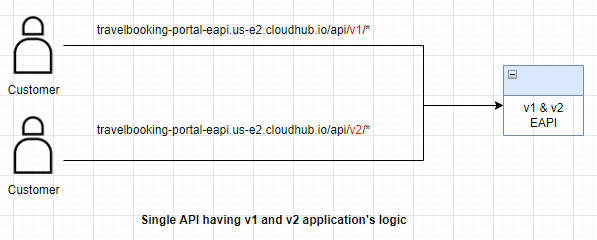 travelbooking-portal-eapi.us-e2.cloudhub.io/api/v1/*
Customer
travelbooking-portal-eapi.us-e2.cloudhub.io/api/v2/*
Customer
v1 & v2
EAPI
Single API having v1 and v2 application's logic